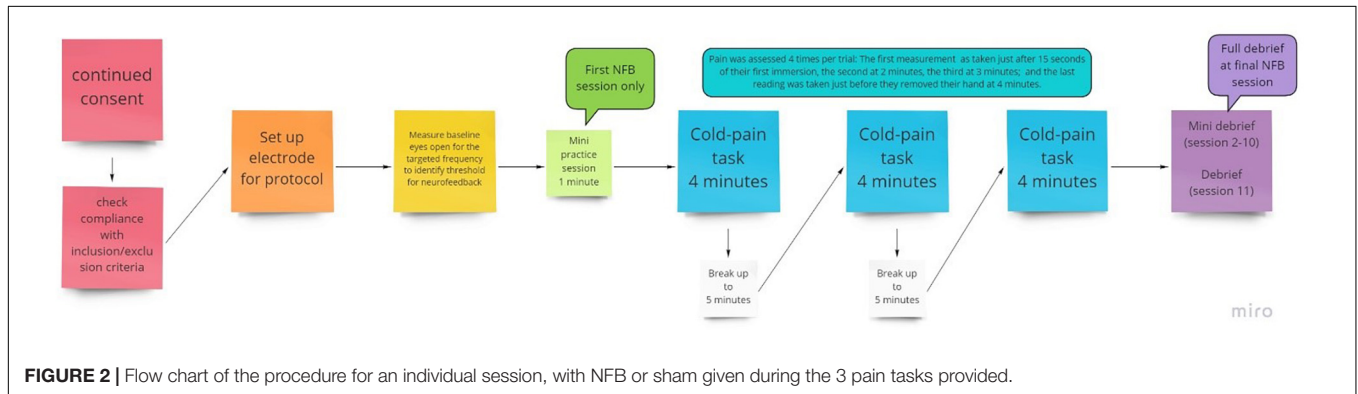 continued
consent
check
compliance
with
inclusion/exclu
sion criteria
Set up
electrode
for protocol
Measure baseline
eyes open for the
targeted frequency
to identify threshold
for neurofeedback
First NFB
session only
Mini
practice
session
1 minute
Pain was assessed 4 times per trial: The first measurement  as taken just after 15 seconds
of their first immersion, the second at 2 minutes, the third at 3 minutes;  and the last
reading was taken just before they removed their hand at 4 minutes.
Cold-pain
task
4 minutes
Break up
to
5 minutes
Cold-pain
task
4 minutes
Break up
to
5 minutes
Cold-pain
task
4 minutes
Full debrief
at final NFB
session
Mini debrief
(session 2-10)
Debrief
(session 11)
miro
FIGURE 2 | Flow chart of the procedure for an individual session, with NFB or sham given during the 3 pain tasks provided.